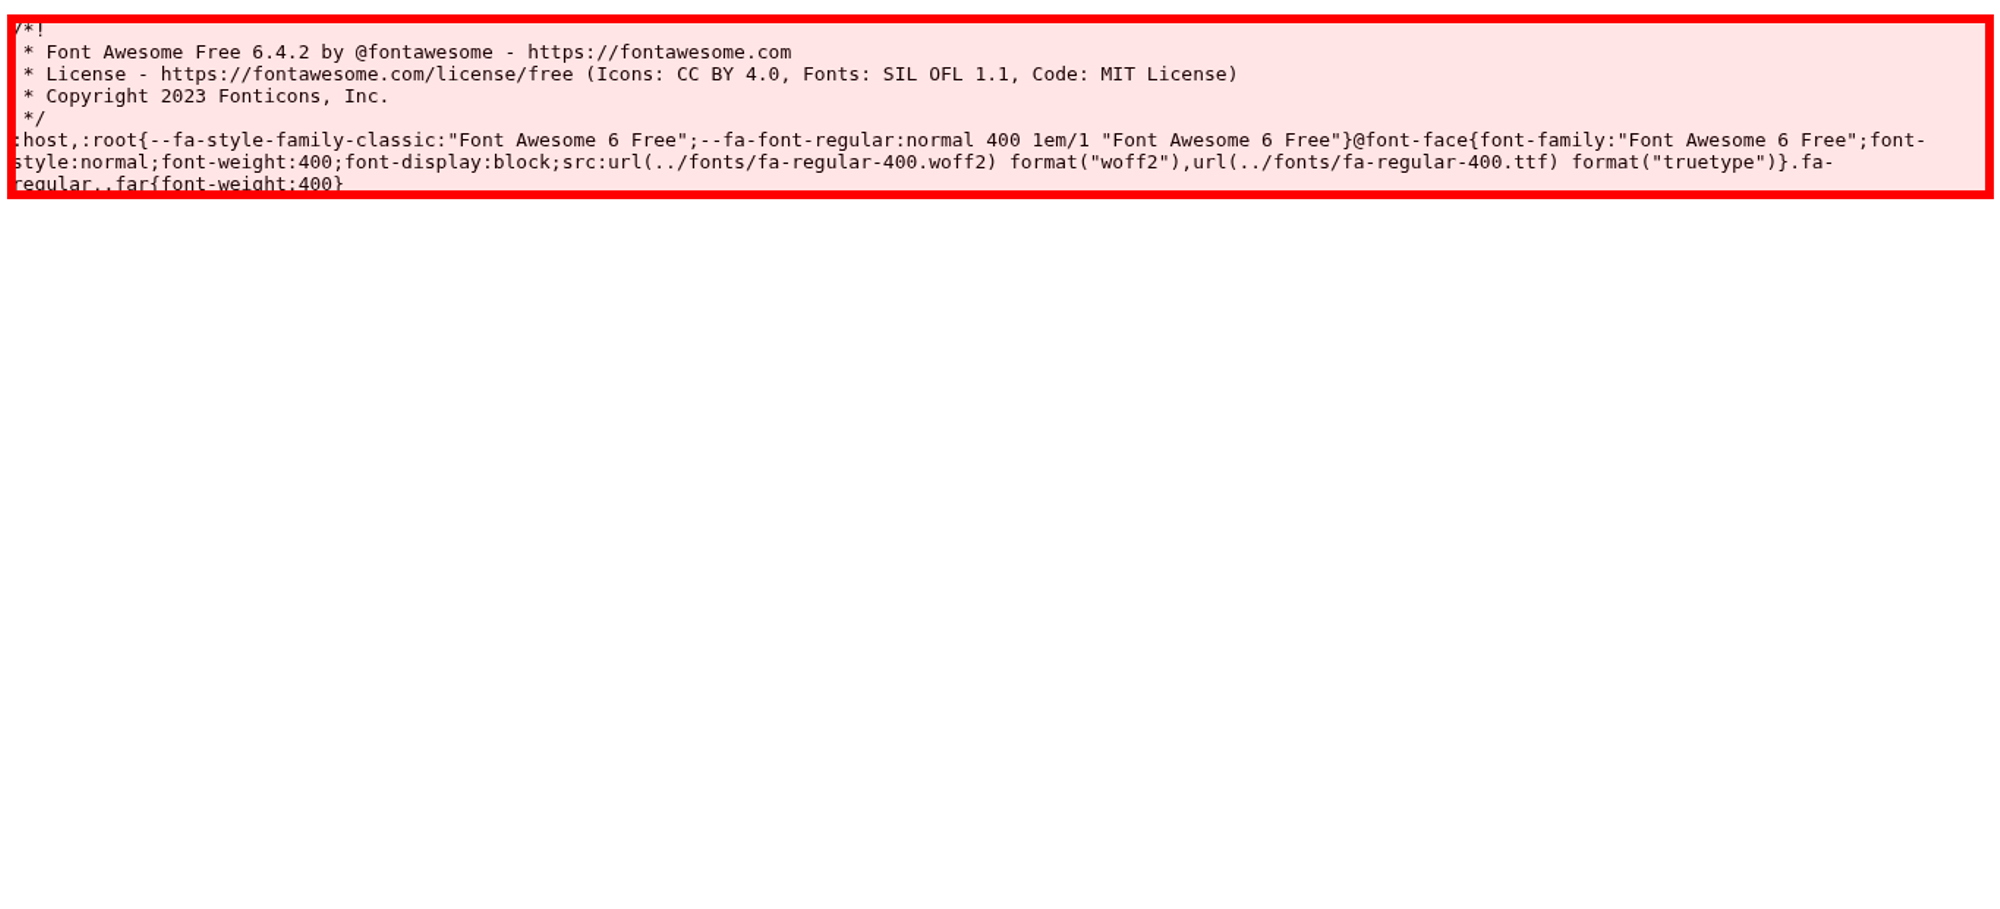 /*!
 * Font Awesome Free 6.4.2 by @fontawesome - https://fontawesome.com
 * License - https://fontawesome.com/license/free (Icons: CC BY 4.0, Fonts: SIL OFL 1.1, Code: MIT License)
 * Copyright 2023 Fonticons, Inc.
 */
:host,:root{--fa-style-family-classic:"Font Awesome 6 Free";--fa-font-regular:normal 400 1em/1 "Font Awesome 6 Free"}@font-face{font-family:"Font Awesome 6 Free";font-
style:normal;font-weight:400;font-display:block;src:url(../fonts/fa-regular-400.woff2) format("woff2"),url(../fonts/fa-regular-400.ttf) format("truetype")}.fa-
regular,.far{font-weight:400}